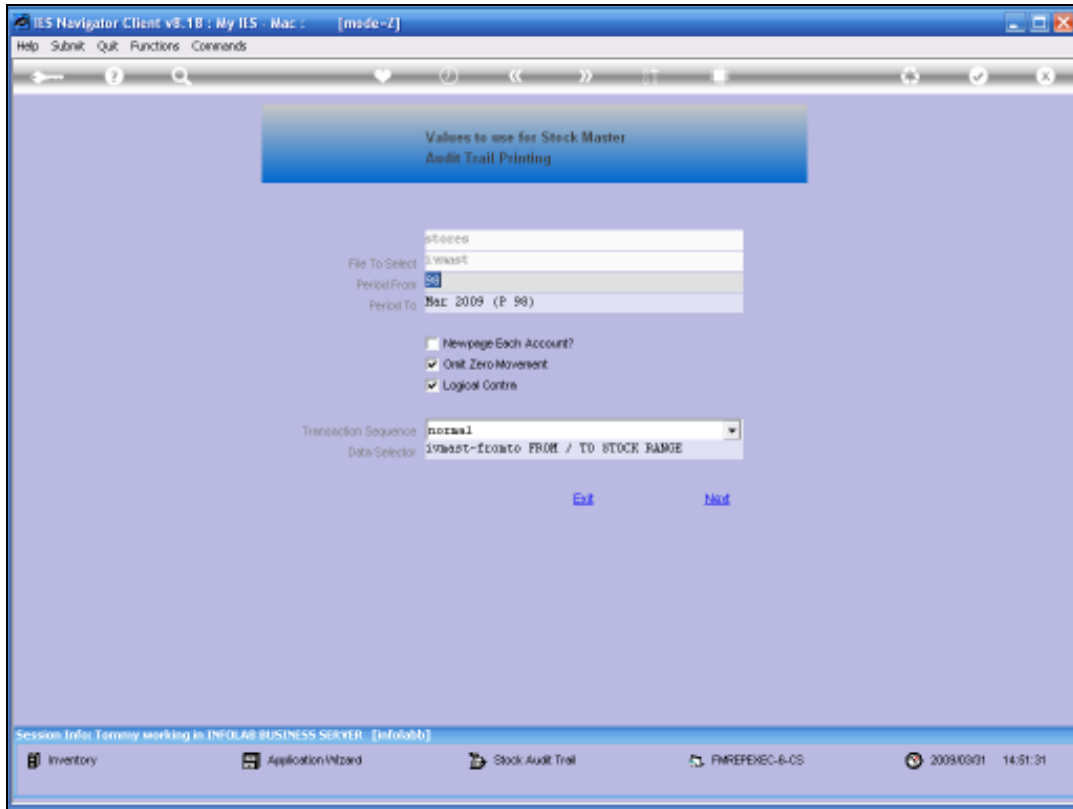 IES Navigator Client v8.18 : My IES - Mac : [mode=Z]
Help Submit Quit Functions Commands
Values to use for Stock Master
Audit Trail Printing
stores
File To Select ivmast
Period From 98
Period To Mar 2009 (P 98)
Newpage Each Account?
Omit Zero Movement
Logical Contra
Transection Sequence normal
Data Selector ivmast-fromto FROM / TO STOCK RANGE
Exit Next
Session Info: Tommy working in INFOLAB BUSINESS SERVER [infolabb]
Inventory Application Wizard Stock Audit Trail FMREPEXEC-6-CS 2009/03/31 14:51:31